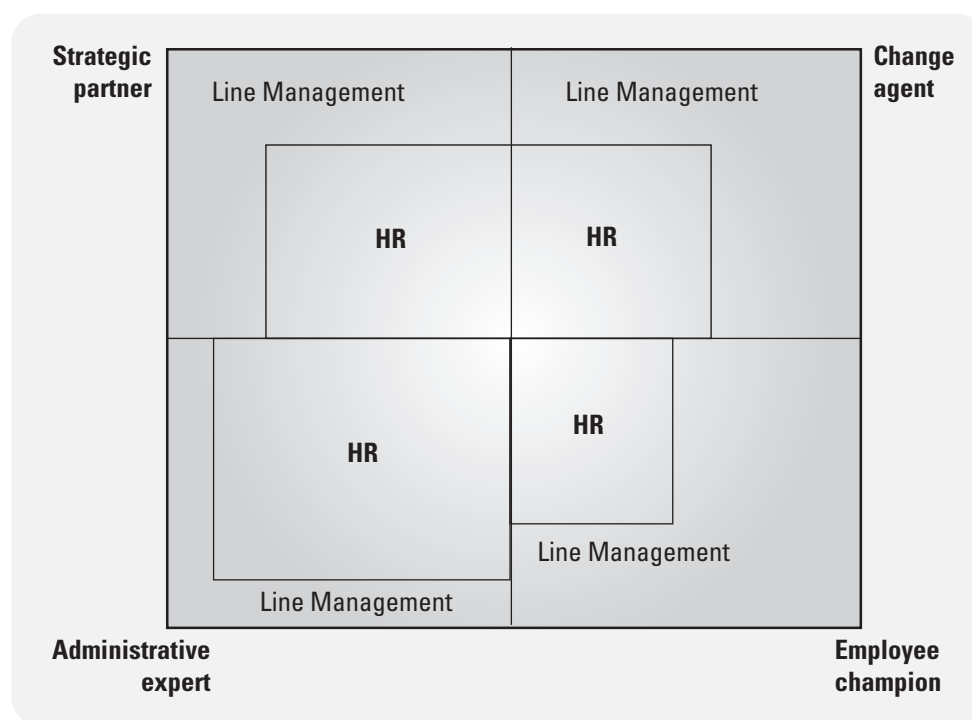 Strategic
partner
Line Management
Line Management
Change
agent
HR
HR
HR
HR
Line Management
Line Management
Administrative
expert
Employee
champion